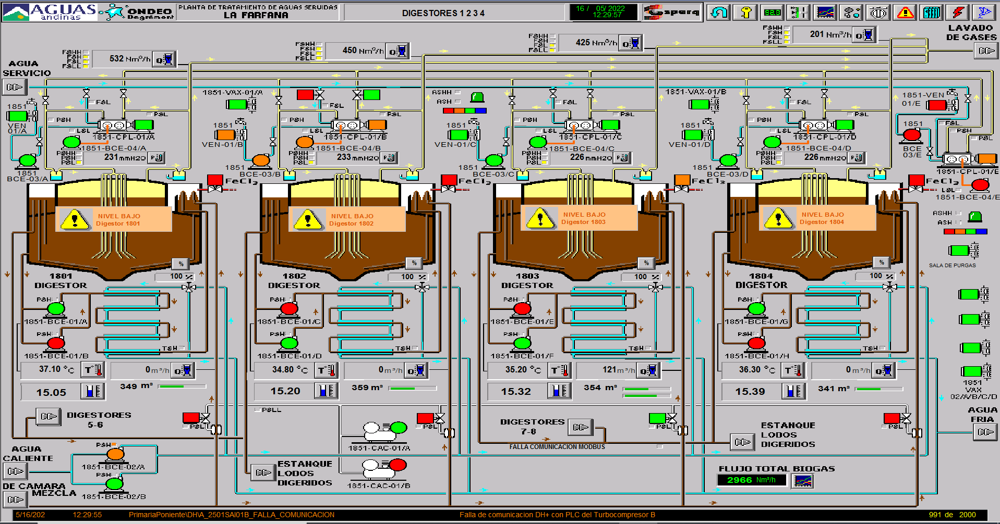 AGUAS
andinas
ONDEO
Degrémont
PLANTA DE TRATAMIENTO DE AGUAS SERVIDAS
LA FARFANA
DIGESTORES 1 2 3 4
16 / 05/ 2022
12:29:57
LAVADO
DE GASES
FSHH
FSH
FSL
FSLL
532 Nm³/h
FSHH
FSH
FSL
FSLL
450 Nm³/h
FSHH
FSH
FSL
FSLL
425 Nm³/h
FSHH
FSH
FSL
FSLL
201 Nm³/h
AGUA
SERVICIO
1851
VEN
01/A
FSL
PSL
PSH
LSL
1851-CPL-01/A
1851-BCE-04/A
PSHH
PSH
PSL
231 mmH2O
1851
BCE-03/A
1851-VAX-01/A
1851
VEN-01/B
FSL
PSL
PSH
LSL
1851-CPL-01/B
1851-BCE-04/B
PSHH
PSH
PSL
233 mmH2O
1851
BCE-03/B
ASHH
ASH
1851
VEN-01/C
FSL
PSL
PSH
LSL
1851-CPL-01/C
1851-BCE-04/C
PSHH
PSH
PSL
226 mmH2O
1851
BCE-03/C
1851-VAX-01/B
1851
VEN-01/D
FSL
PSL
PSH
LSL
1851-CPL-01/D
1851-BCE-04/D
PSHH
PSH
PSL
226 mmH2O
1851
BCE-03/D
1851-VEN
01/E
1851
BCE
03/E
FSL
PSH
PSL
1851-CPL-01/E
LSL
1851-BCE-04/E
FeCl3
FeCl3
FeCl3
FeCl3
NIVEL BAJO
Digestor 1801
NIVEL BAJO
Digestor 1802
NIVEL BAJO
Digestor 1803
NIVEL BAJO
Digestor 1804
ASHH
ASH
SALA DE PURGAS
%
100 %
%
100 %
%
100 %
%
100 %
1801
DIGESTOR
1802
DIGESTOR
1803
DIGESTOR
1804
DIGESTOR
PSH
1851-BCE-01/A
PSH
1851-BCE-01/B
TSH
PSH
1851-BCE-01/C
PSH
1851-BCE-01/D
TSH
PSH
1851-BCE-01/E
PSH
1851-BCE-01/F
TSH
PSH
1851-BCE-01/G
PSH
1851-BCE-01/H
TSH
37.10 °C
T°
0 m³/h
Q
15.05
349 m³
34.80 °C
T°
0 m³/h
Q
15.20
359 m³
35.20 °C
T°
121 m³/h
Q
15.32
354 m³
36.30 °C
T°
0 m³/h
Q
15.39
341 m³
1851
VAX
02/A/B/C/D
DIGESTORES
5-6
PSL
PSLL
PSL
DIGESTORES
7-8
PSL
FALLA COMUNICACION MODBUS
ESTANQUE
LODOS
DIGERIDOS
PSL
AGUA
FRIA
AGUA
CALIENTE
PSH
1851-BCE-02/A
PSH
1851-BCE-02/B
DE CAMARA
MEZCLA
1851-CAC-01/A
1851-CAC-01/B
ESTANQUE
LODOS
DIGERIDOS
FLUJO TOTAL BIOGAS
2966 Nm³/h
5/16/202 12:29:55 PrimariaPoniente\DH\A_2501SAI01B_FALLA_COMUNICACION Falla de comunicacion DH+ con PLC del Turbocompresor B 991 de 2000